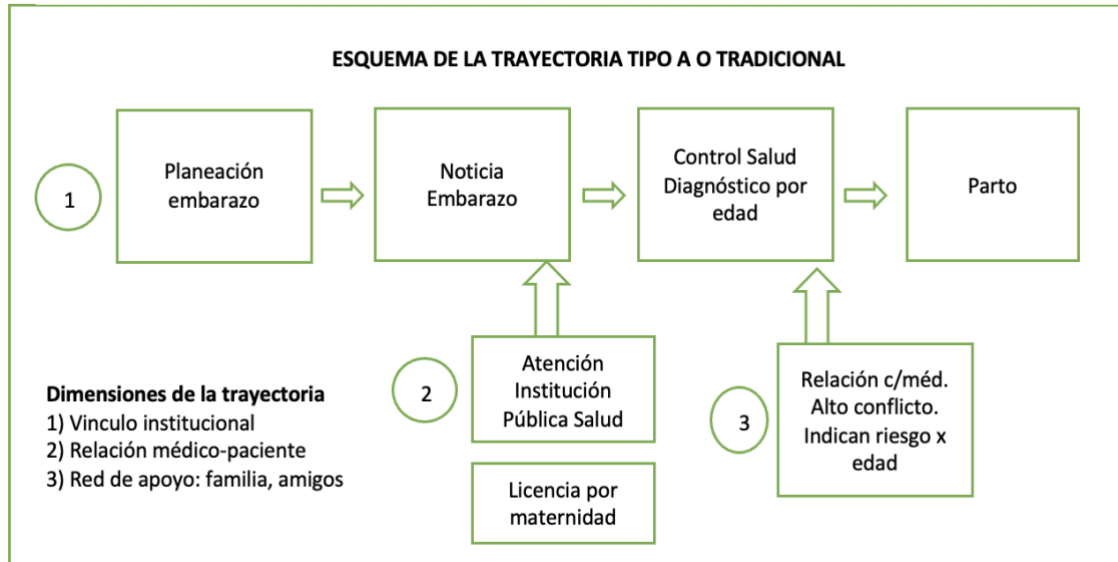 ESQUEMA DE LA TRAYECTORIA TIPO A O TRADICIONAL
1
Planeación
embarazo
Noticia
Embarazo
Control Salud
Diagnóstico por
edad
Parto
Dimensiones de la trayectoria
1) Vinculo institucional
2) Relación médico-paciente
3) Red de apoyo: familia, amigos
2
Atención
Institución
Pública Salud
Licencia por
maternidad
3
Relación c/méd.
Alto conflicto.
Indican riesgo x
edad